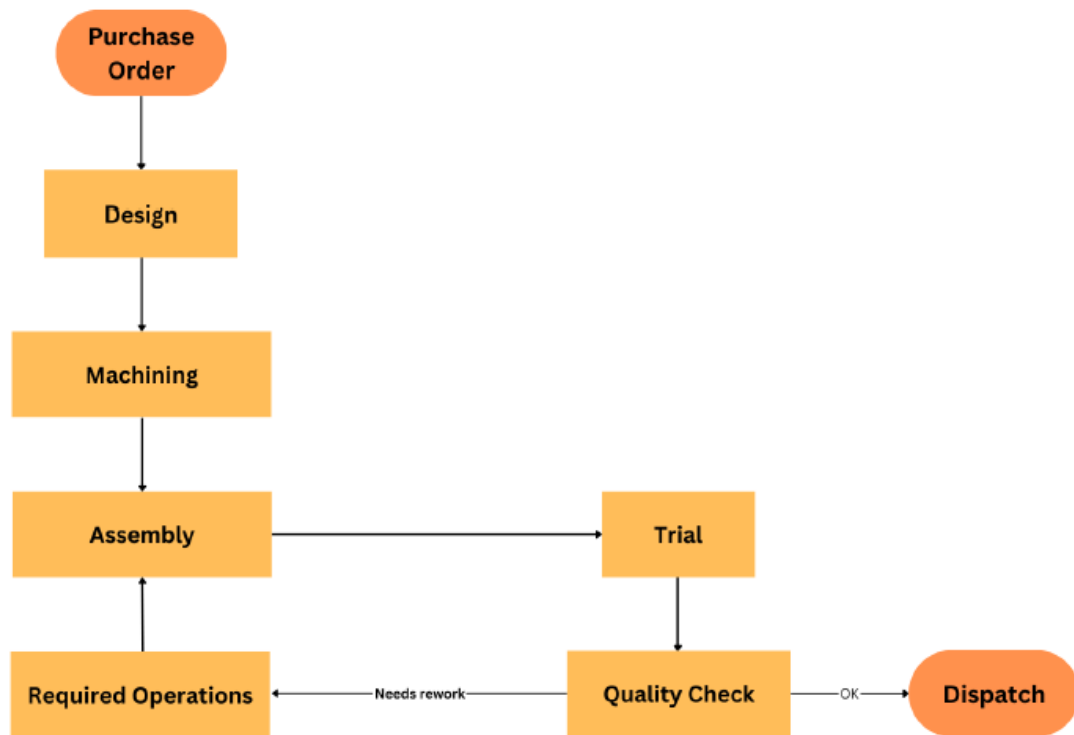 Purchase
Order
Design
Machining
Assembly
Trial
Required Operations
Needs rework
Quality Check
OK
Dispatch